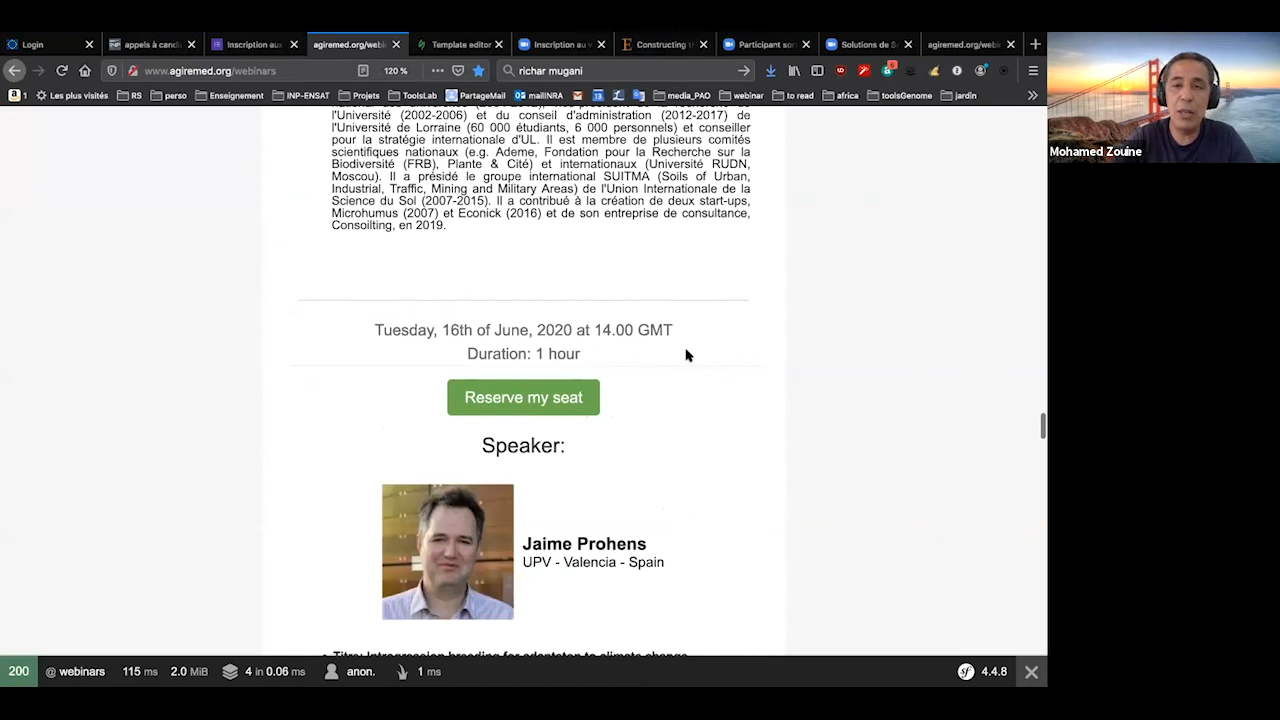 Login
appels à candi
Inscription aux
agiremed.org/webi
Template editor
Inscription au v
Constructing t
Participant son
Solutions de S
agiremed.org/webi
www.agiremed.org/webinars
120 %
richar mugani
6
1
Les plus visités
RS
perso
Enseignement
INP-ENSAT
Projets
ToolsLab
PartageMail
mailINRA
media_PAO
webinar
to read
africa
toolsGenome
jardin
Mohamed Zouine
l'Université (2002-2006) et du conseil d'administration (2012-2017) de
l'Université de Lorraine (60 000 étudiants, 6 000 personnels) et conseiller
pour la stratégie internationale d'UL. Il est membre de plusieurs comités
scientifiques nationaux (e.g. Ademe, Fondation pour la Recherche sur la
Biodiversité (FRB), Plante & Cité) et internationaux (Université RUDN,
Moscou). Il a présidé le groupe international SUITMA (Soils of Urban,
Industrial, Traffic, Mining and Military Areas) de l'Union Internationale de la
Science du Sol (2007-2015). Il a contribué à la création de deux start-ups,
Microhumus (2007) et Econick (2016) et de son entreprise de consultance,
Consoilting, en 2019.
Tuesday, 16th of June, 2020 at 14.00 GMT
Duration: 1 hour
Reserve my seat
Speaker:
Jaime Prohens
UPV - Valencia - Spain
200 @ webinars 115 ms 2.0 MiB 4 in 0.06 ms anon. 1 ms sf 4.4.8